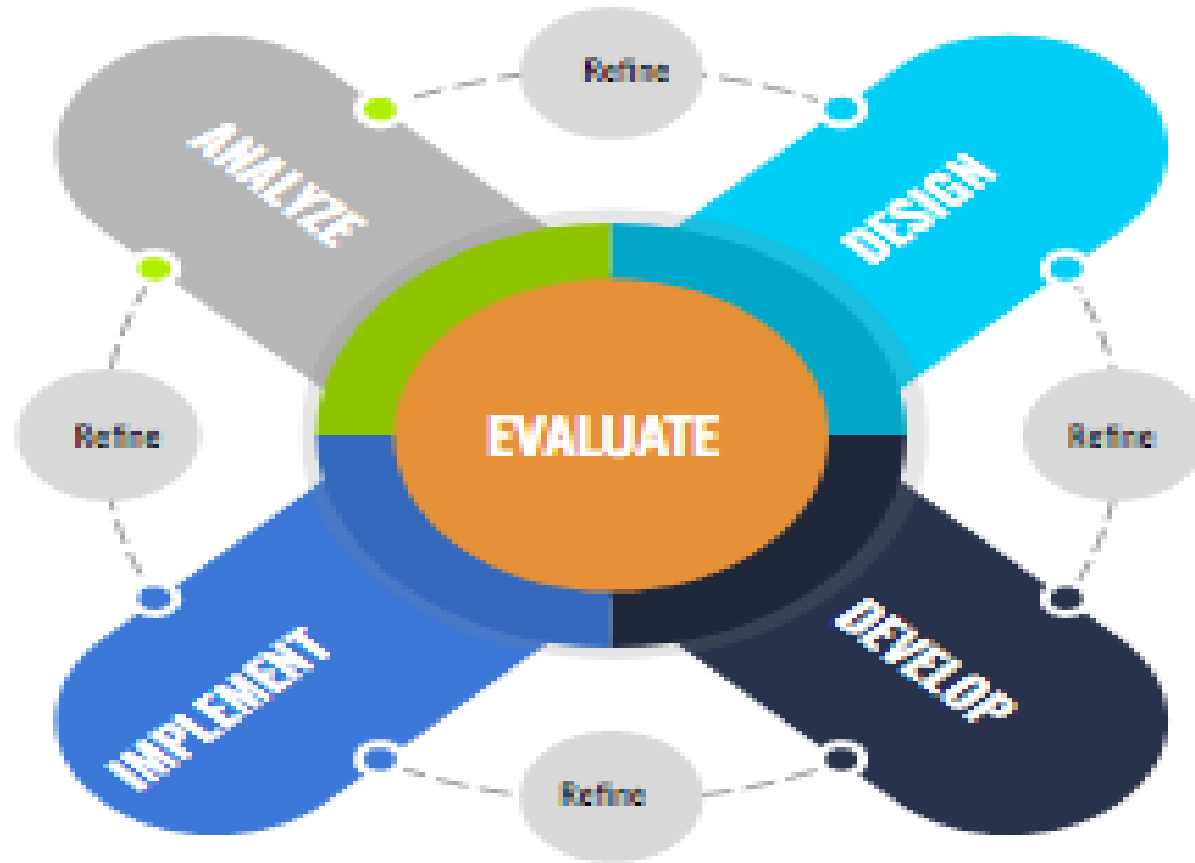 Refine
ANALYZE
DESIGN
Refine
EVALUATE
Refine
IMPLEMENT
DEVELOP
Refine